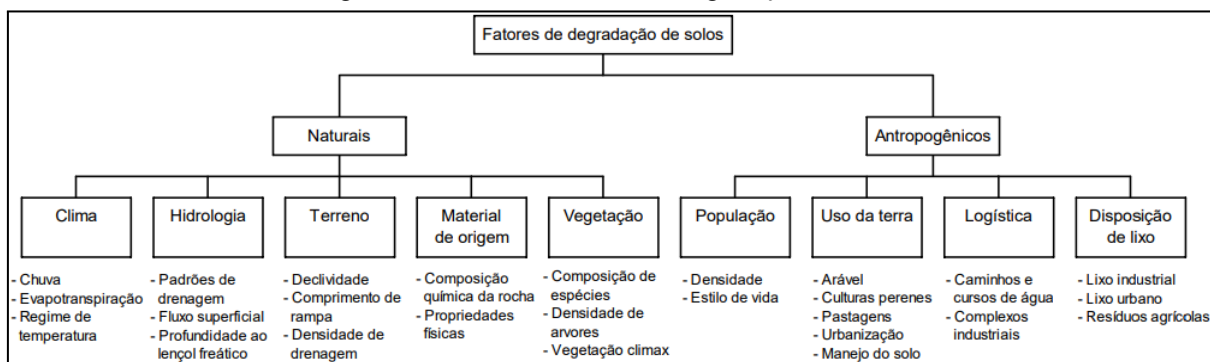 Fatores de degradação de solos
Naturais
Antropogênicos
Clima
- Chuva
- Evapotranspiração
- Regime de
temperatura
Hidrologia
- Padrões de
drenagem
- Fluxo superficial
- Profundidade ao
lençol freático
Terreno
- Declividade
- Comprimento de
rampa
- Densidade de
drenagem
Material
de origem
- Composição
química da rocha
- Propriedades
físicas
Vegetação
- Composição de
espécies
- Densidade de
arvores
- Vegetação climax
População
- Densidade
- Estilo de vida
Uso da terra
- Arável
- Culturas perenes
- Pastagens
- Urbanização
- Manejo do solo
Logística
- Caminhos e
cursos de água
- Complexos
industriais
Disposição
de lixo
- Lixo industrial
- Lixo urbano
- Resíduos agrícolas